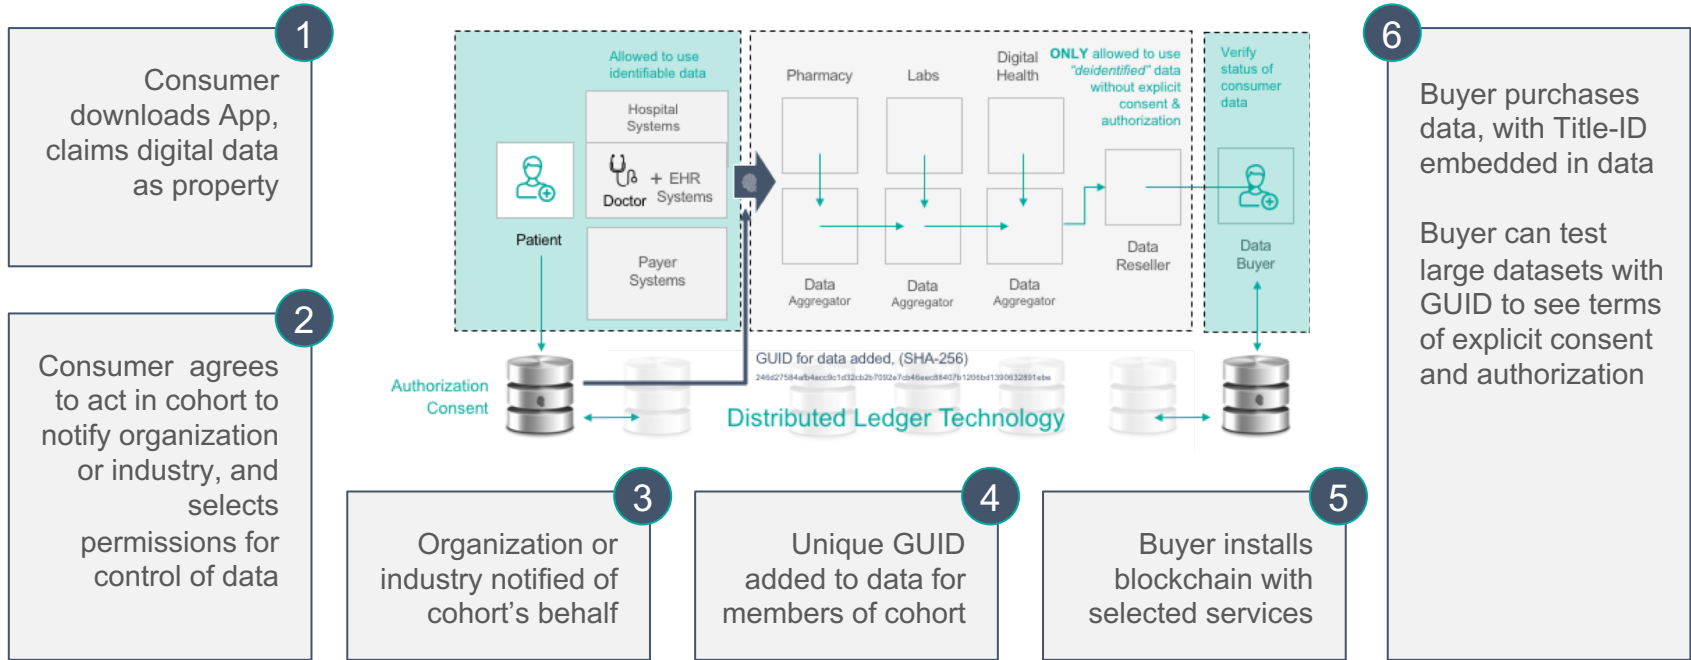 1
Consumer
downloads App,
claims digital data
as property
2
Consumer agrees
to act in cohort to
notify organization
or industry, and
selects
permissions for
control of data
Allowed to use
identifiable data
Hospital
Systems
+ EHR
Doctor Systems
Patient
Payer
Systems
Pharmacy
Labs
Digital
Health
ONLY allowed to use
"deidentified" data
without explicit
consent &
authorization
Data
Aggregator
Data
Aggregator
Data
Aggregator
Data
Reseller
Verify
status of
consumer
data
Data
Buyer
Authorization
Consent
GUID for data added, (SHA-256)
Distributed Ledger Technology
3
Organization or
industry notified of
cohort's behalf
4
Unique GUID
added to data for
members of cohort
5
Buyer installs
blockchain with
selected services
6
Buyer purchases
data, with Title-ID
embedded in data
Buyer can test
large datasets with
GUID to see terms
of explicit consent
and authorization